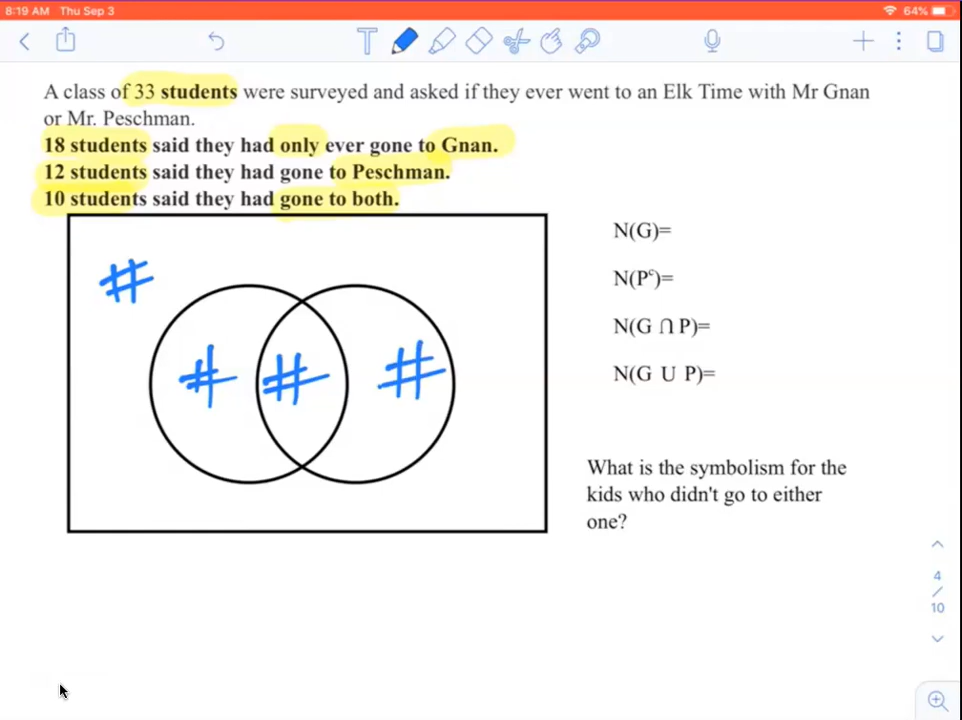 8:19 AM Thu Sep 3
64%
A class of 33 students were surveyed and asked if they ever went to an Elk Time with Mr Gnan
or Mr. Peschman.
18 students said they had only ever gone to Gnan.
12 students said they had gone to Peschman.
10 students said they had gone to both.
#
# # #
N(G)=
N(Pᶜ)=
N(G ∩ P)=
N(G U P)=
What is the symbolism for the
kids who didn't go to either
one?
4
/
10